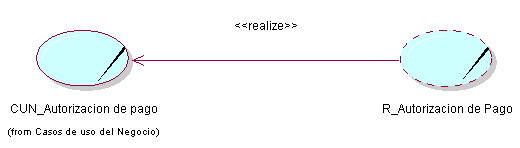 <<realize>>
CUN_Autorizacion de pago
R_Autorizacion de Pago
(from Casos de uso del Negocio)